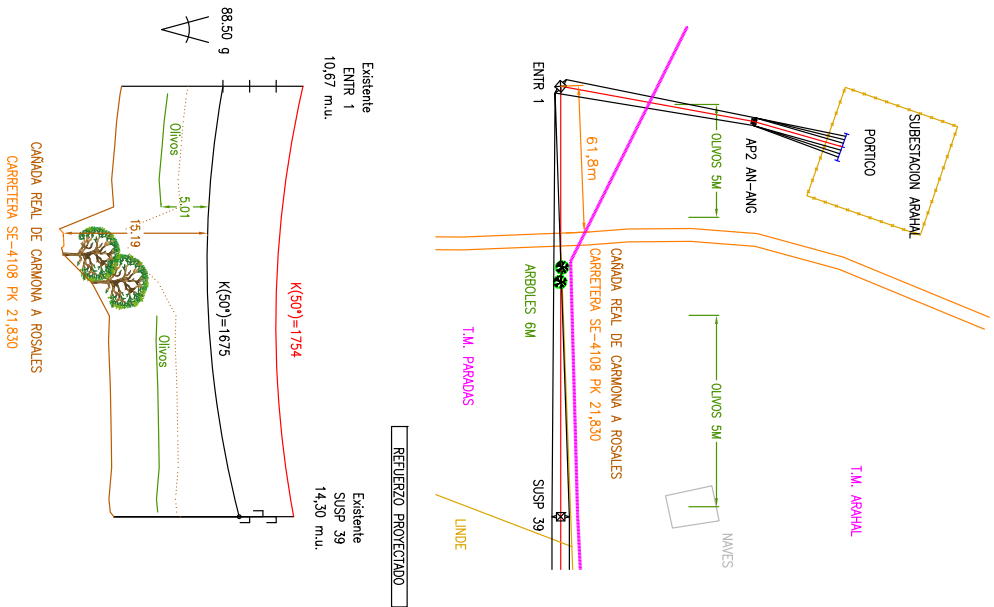 88.50 g
Existente
ENTR 1
10,67 m.u.
Olivos
5.01
15.19
K(50°)=1675
K(50°)=1754
Olivos
CAÑADA REAL DE CARMONA A ROSALES
CARRETERA SE-4108 PK 21,830
Existente
SUSP 39
14,30 m.u.
REFUERZO PROYECTADO
ENTR 1
61,8m
OLIVOS 5M
AP2 AN-ANG
PORTICO
SUBESTACION ARAHAL
ARBOLES 6M
CAÑADA REAL DE CARMONA A ROSALES
CARRETERA SE-4108 PK 21,830
T.M. PARADAS
OLIVOS 5M
T.M. ARAHAL
SUSP 39
LINDE
NAVES